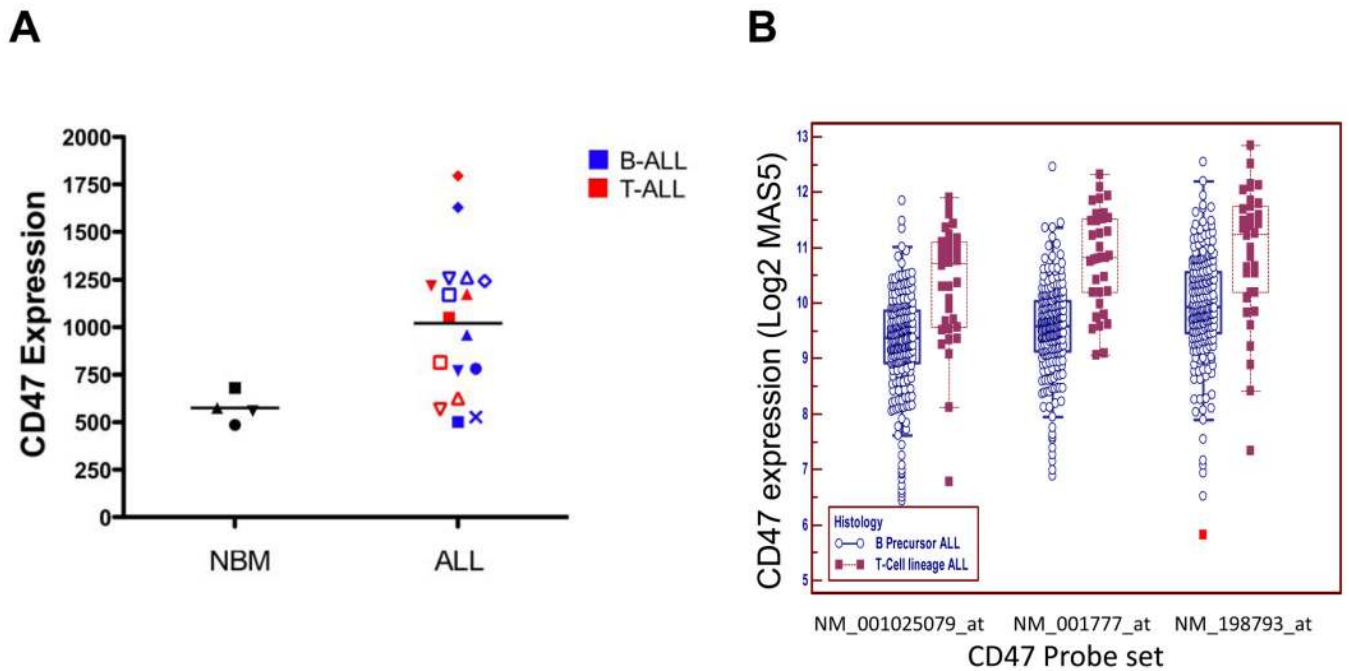 A
CD47 Expression
2000
1750
1500
1250
1000
750
500
250
0
NBM
ALL
B-ALL
T-ALL
B
CD47 expression (Log2 MAS5)
13
12
11
10
9
8
7
6
5
Histology
B Precursor ALL
T-Cell lineage ALL
NM_001025079_at
NM_001777_at
NM_198793_at
CD47 Probe set